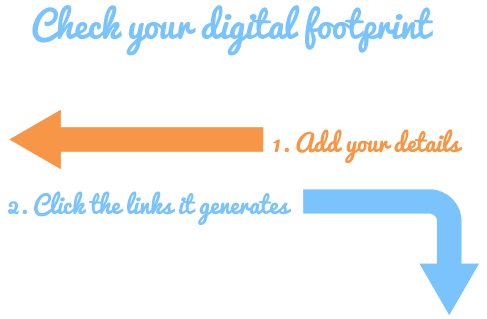 Check your digital footprint
1. Add your details
2. Click the links it generates